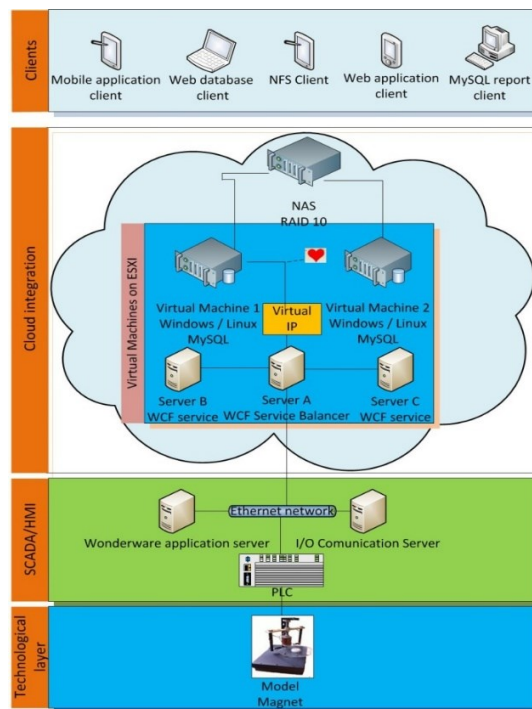 Clients
Mobile application
client
Web database
client
NFS Client
Web application
client
MySQL report
client
Cloud integration
NAS
RAID 10
Virtual Machines on ESXI
Virtual Machine 1
Windows / Linux
MySQL
Virtual
IP
Virtual Machine 2
Windows / Linux
MySQL
Server B
WCF service
Server A
WCF Service Balancer
Server C
WCF service
SCADA/HMI
Ethernet network
Wonderware application server
I/O Comunication Server
PLC
Technological
layer
Model
Magnet